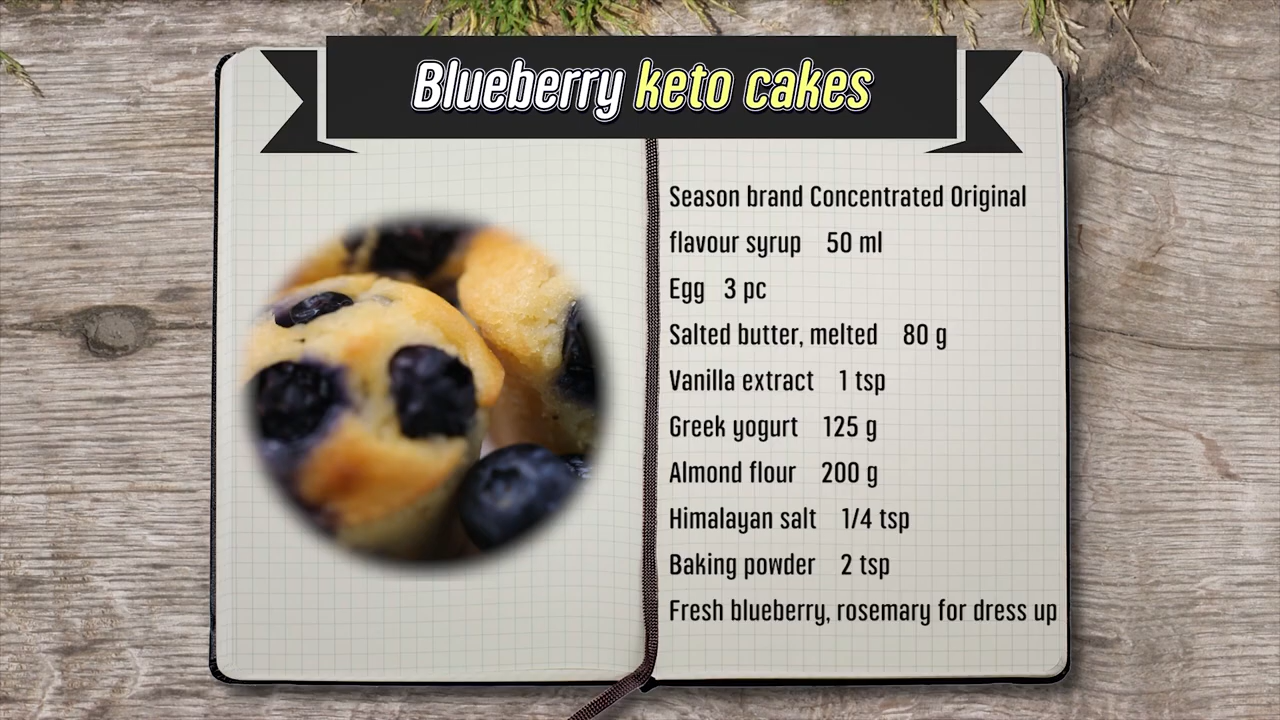 Blueberry keto cakes
Season brand Concentrated Original
flavour syrup 50 ml
Egg 3 pc
Salted butter, melted 80 g
Vanilla extract 1 tsp
Greek yogurt 125 g
Almond flour 200 g
Himalayan salt 1/4 tsp
Baking powder 2 tsp
Fresh blueberry, rosemary for dress up